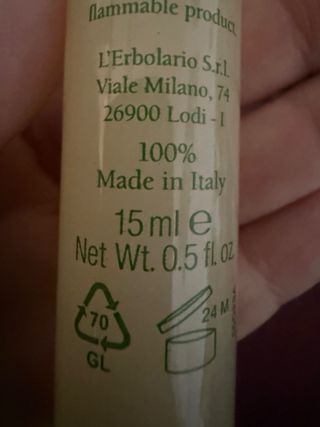 flammable product.
L'Erbolario S.r.l.
Viale Milano, 74
26900 Lodi - I
100%
Made in Italy
15 ml e
Net Wt. 0.5 fl. oz
70
GL
24 M